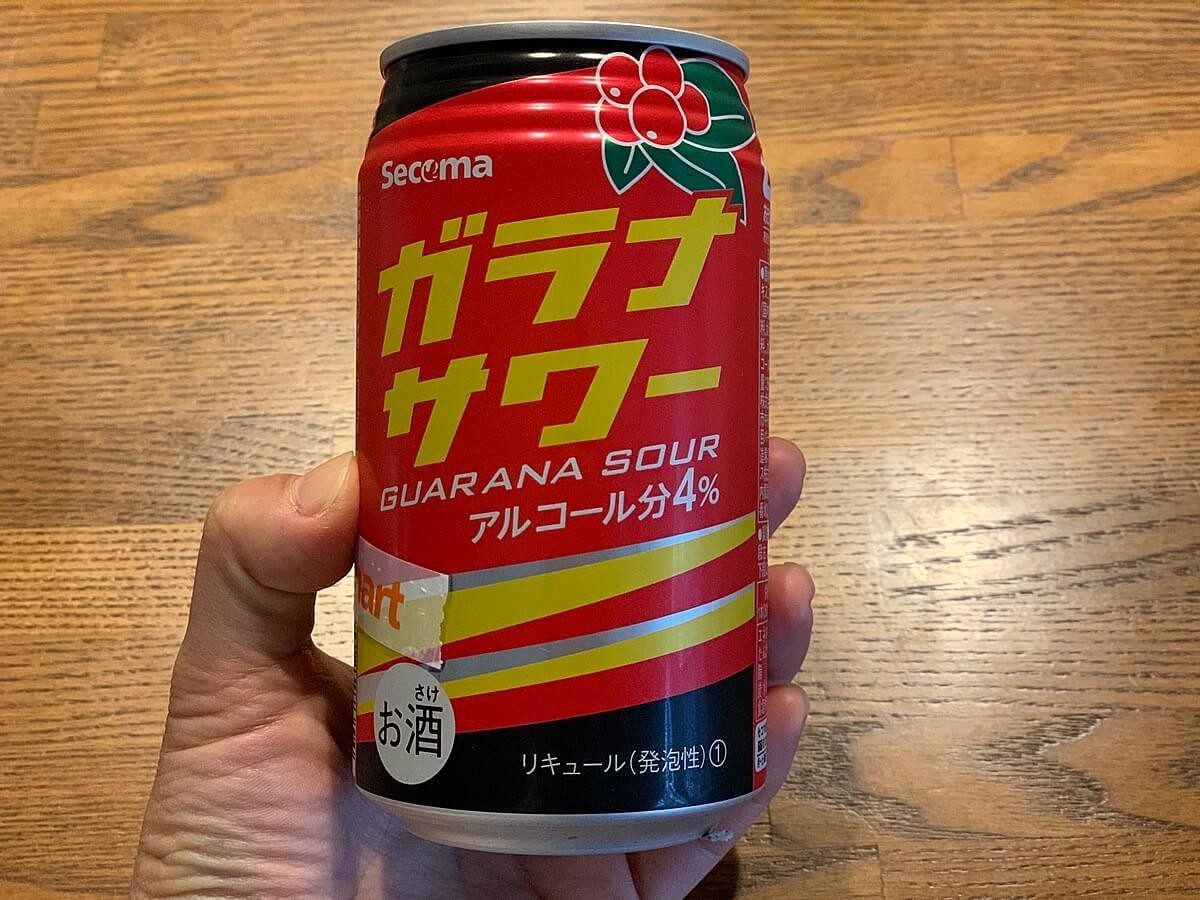 Secoma
ガラナ
サワー
GUARANA SOUR
アルコール分4%
art
さけ
お酒
リキュール(発泡性)①